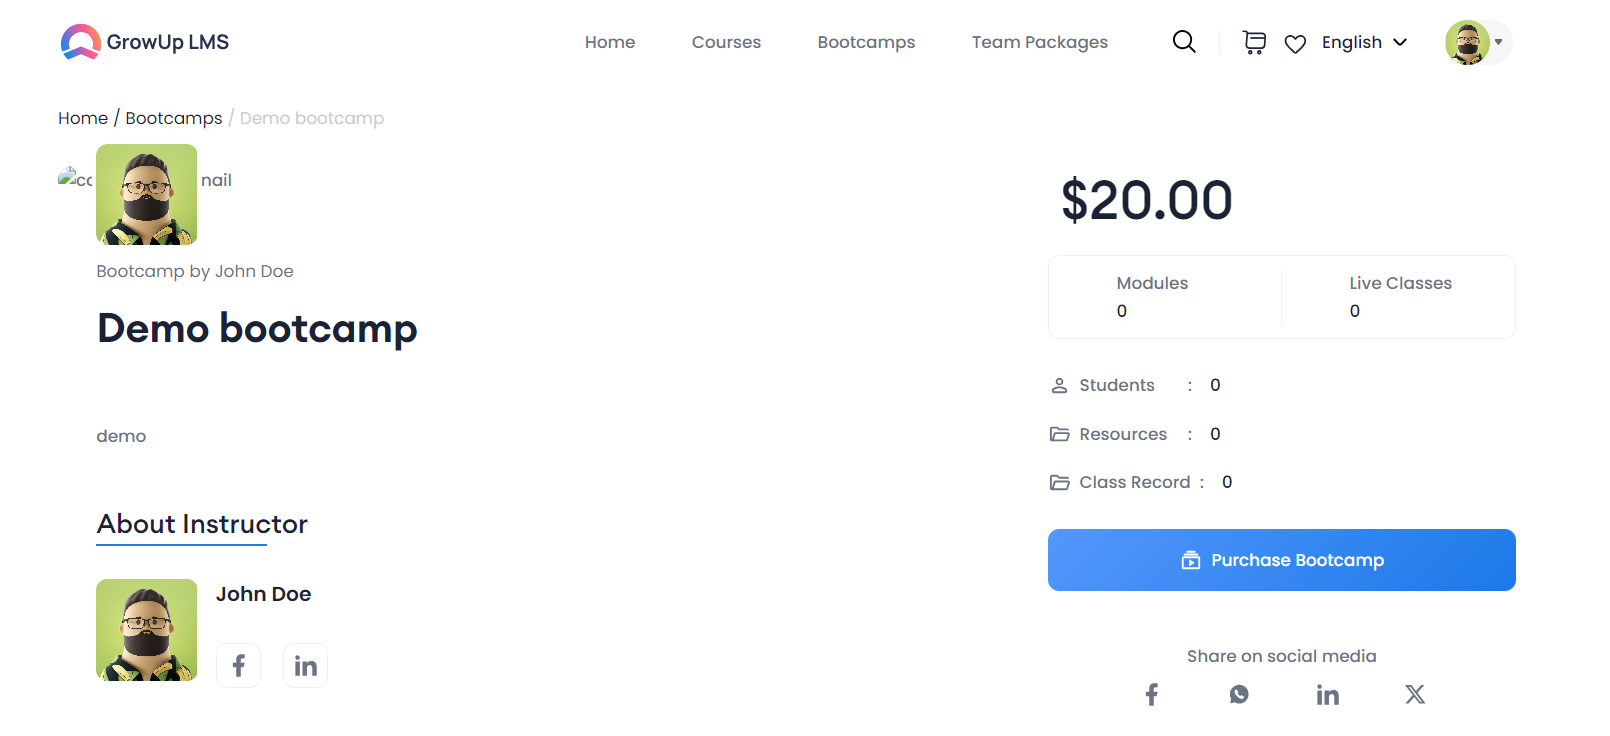 GrowUp LMS
Home Courses Bootcamps Team Packages English
Home / Bootcamps / Demo bootcamp
nail
Bootcamp by John Doe
Demo bootcamp
demo
About Instructor
John Doe
$20.00
Modules Live Classes
0 0
Students : 0
Resources : 0
Class Record : 0
Purchase Bootcamp
Share on social media